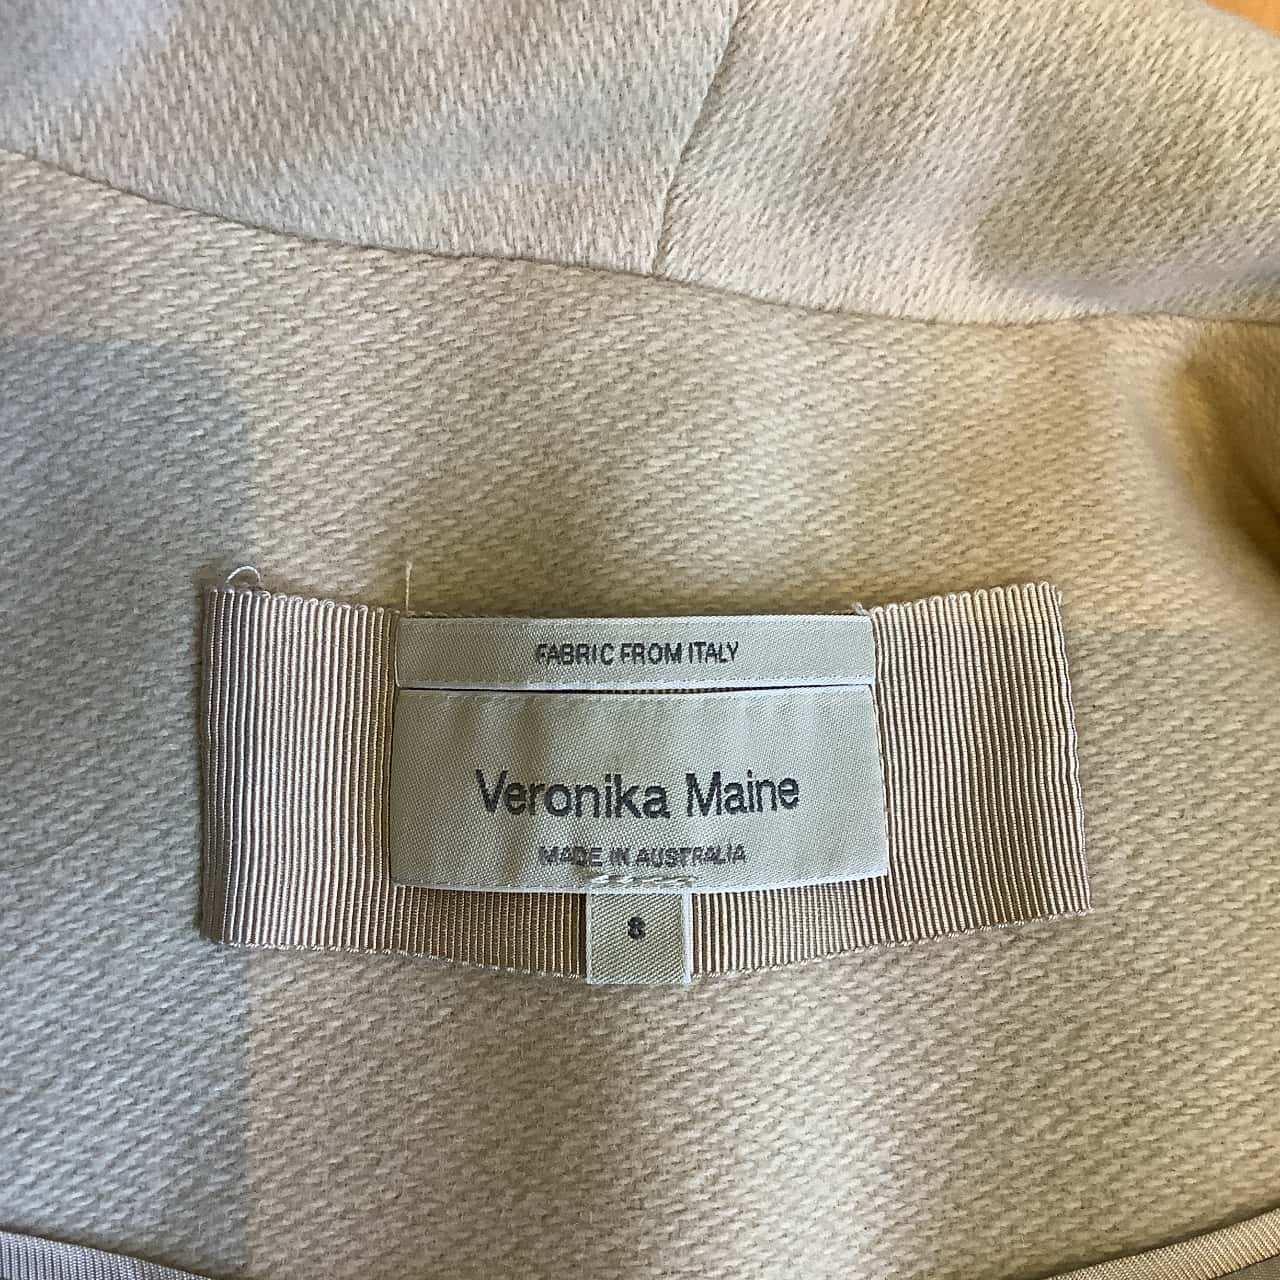 FABRIC FROM ITALY
Veronika Maine
MADE IN AUSTRALIA
8